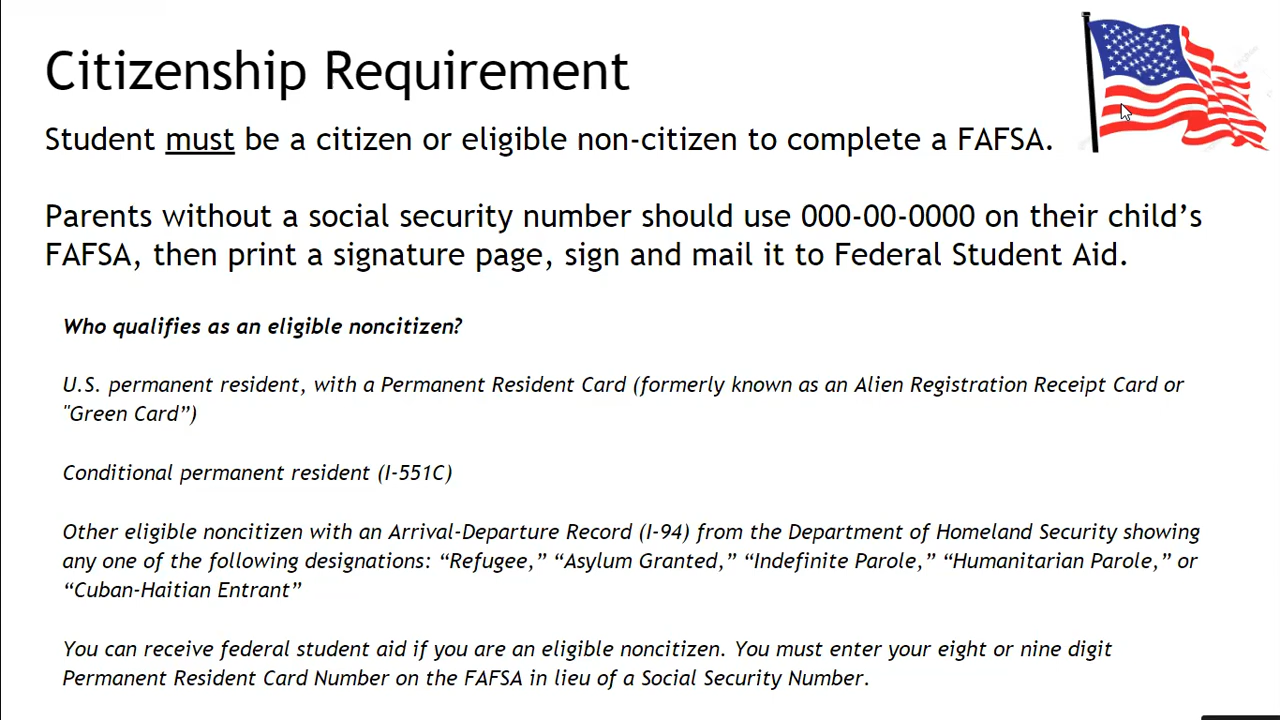 Citizenship Requirement
Student must be a citizen or eligible non-citizen to complete a FAFSA.
Parents without a social security number should use 000-00-0000 on their child’s
FAFSA, then print a signature page, sign and mail it to Federal Student Aid.
Who qualifies as an eligible noncitizen?
U.S. permanent resident, with a Permanent Resident Card (formerly known as an Alien Registration Receipt Card or
"Green Card”)
Conditional permanent resident (I-551C)
Other eligible noncitizen with an Arrival-Departure Record (I-94) from the Department of Homeland Security showing
any one of the following designations: “Refugee,” “Asylum Granted,” “Indefinite Parole,” “Humanitarian Parole,” or
“Cuban-Haitian Entrant”
You can receive federal student aid if you are an eligible noncitizen. You must enter your eight or nine digit
Permanent Resident Card Number on the FAFSA in lieu of a Social Security Number.